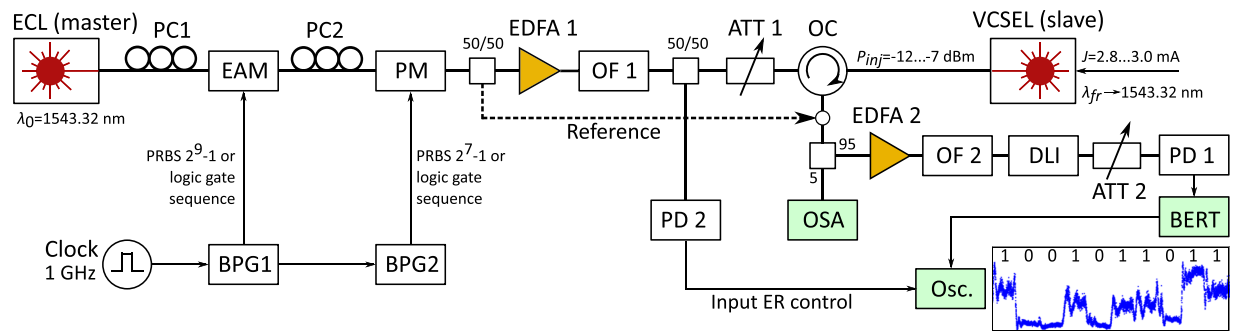 ECL (master)
PC1
PC2
EDFA 1
ATT 1
OC
VCSEL (slave)
50/50
50/50
EAM
PM
OF 1
Pinj=-12...-7 dBm
J=2.8...3.0 mA
λ0=1543.32 nm
λfr→1543.32 nm
Reference
EDFA 2
PRBS 2^9-1 or
logic gate
sequence
PRBS 2^7-1 or
logic gate
sequence
95
5
OF 2
DLI
PD 1
ATT 2
PD 2
OSA
BERT
Clock
1 GHz
BPG1
BPG2
Input ER control
Osc.
1 0 0 1 0 1 1 0 1 1